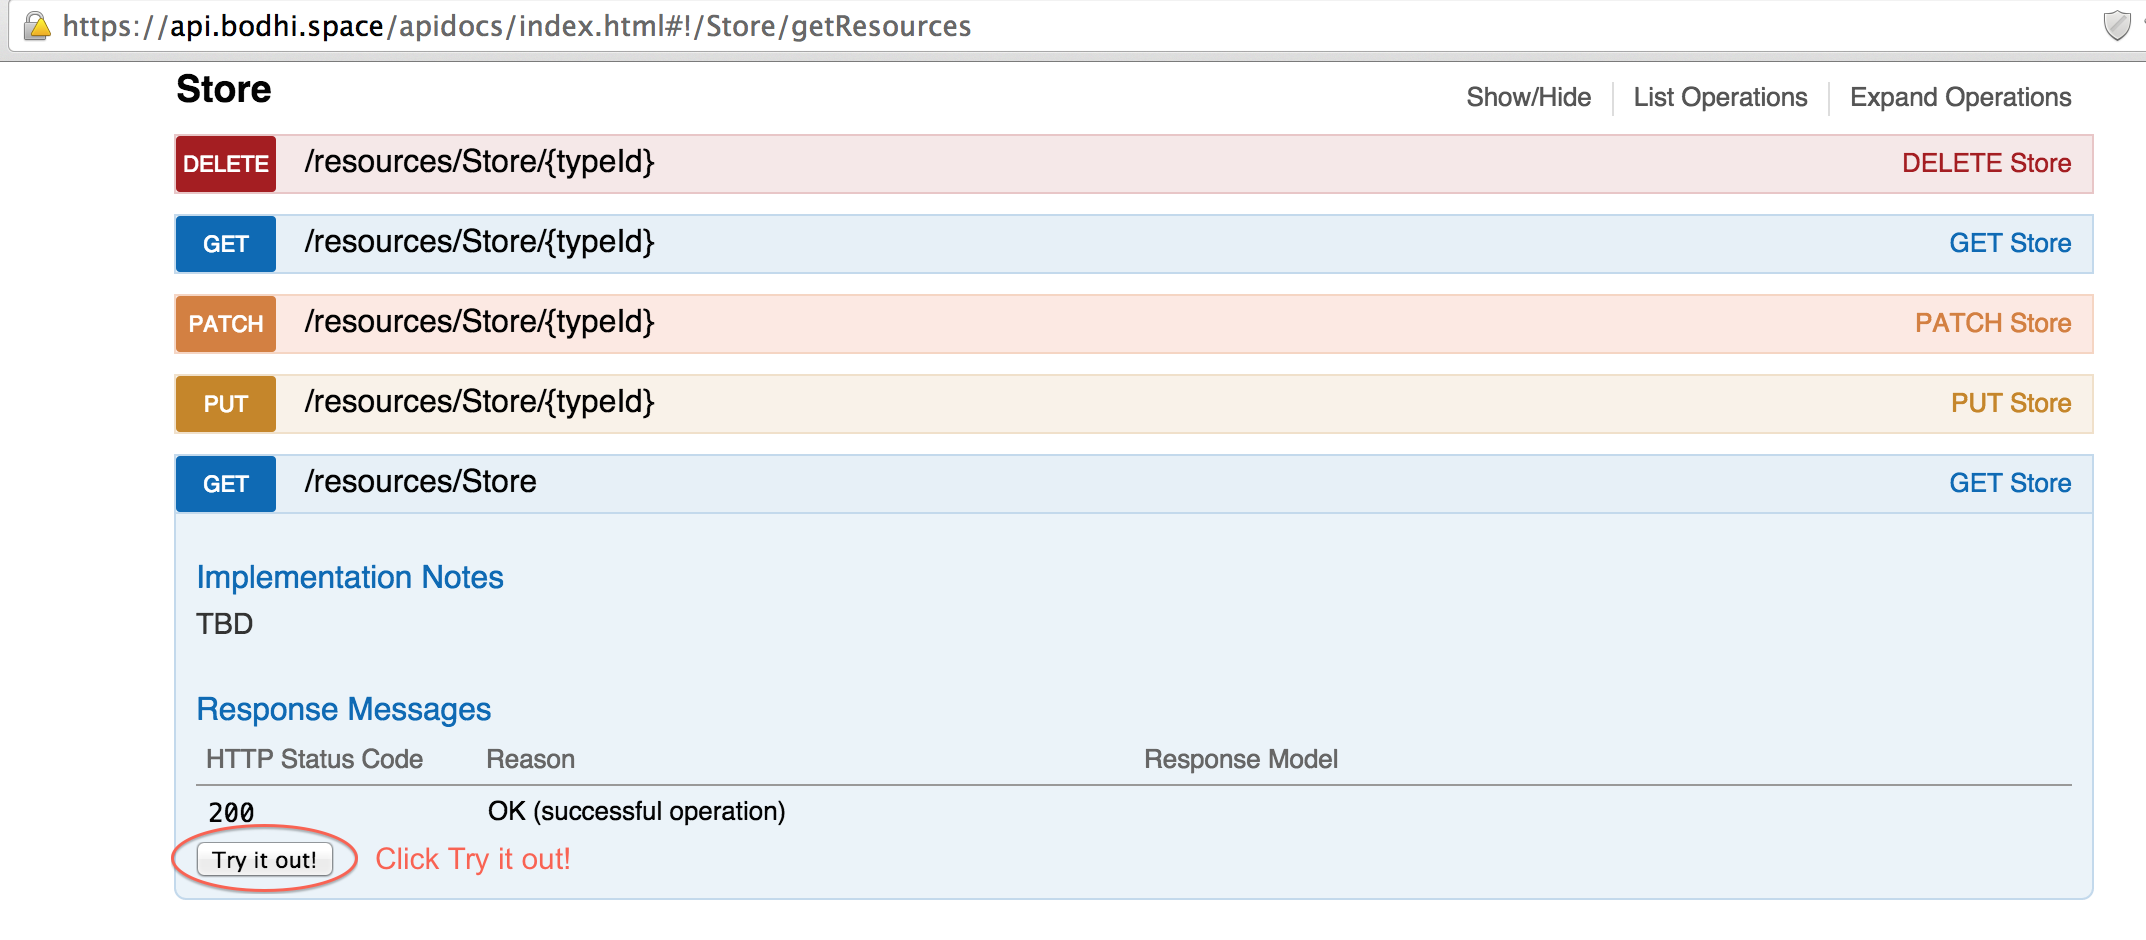 https://api.bodhi.space/apidocs/index.html#!/Store/getResources
Store
Show/Hide
List Operations
Expand Operations
DELETE /resources/Store/{typeId} DELETE Store
GET /resources/Store/{typeId} GET Store
PATCH /resources/Store/{typeId} PATCH Store
PUT /resources/Store/{typeId} PUT Store
GET /resources/Store GET Store
Implementation Notes
TBD
Response Messages
HTTP Status Code Reason Response Model
200 OK (successful operation)
Try it out! Click Try it out!